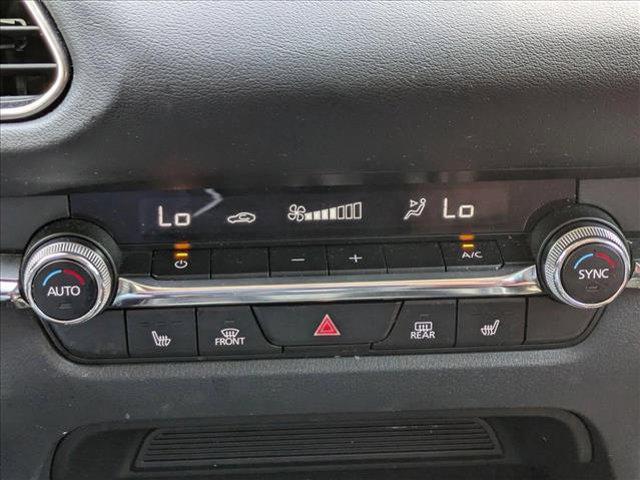 Lo Lo
− + A/C
AUTO SYNC
FRONT REAR